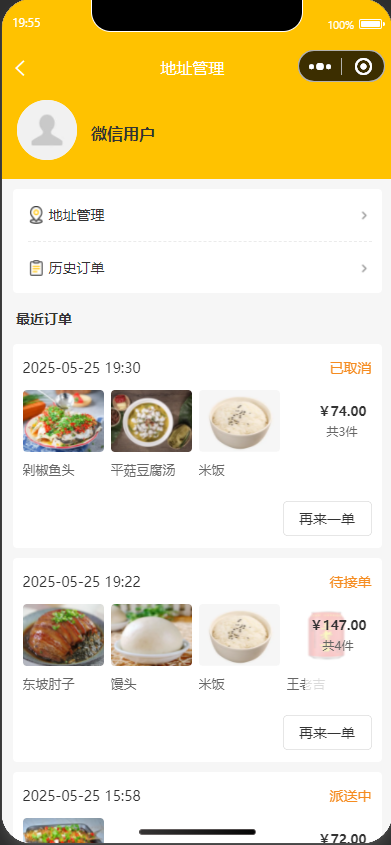 19:55
100%
地址管理
微信用户
地址管理
历史订单
最近订单
2025-05-25 19:30
已取消
¥74.00
共3件
剁椒鱼头
平菇豆腐汤
米饭
再来一单
2025-05-25 19:22
待接单
¥147.00
共4件
东坡肘子
馒头
米饭
王老吉
再来一单
2025-05-25 15:58
派送中
¥72.00